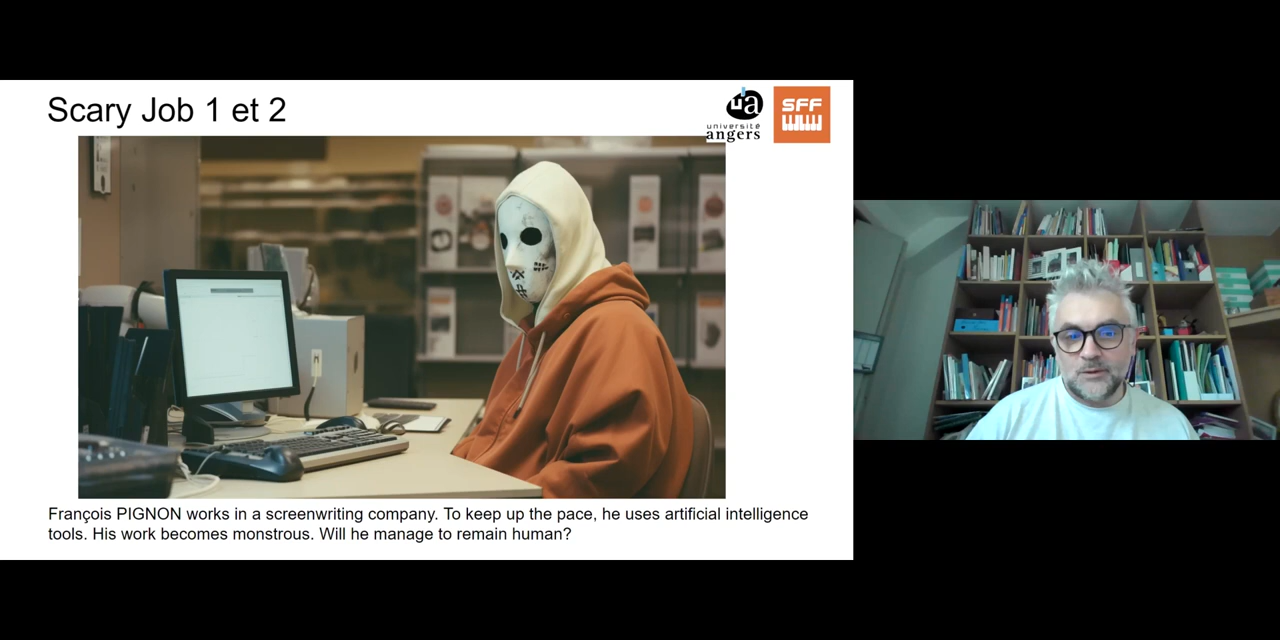 Scary Job 1 et 2
ua
université
angers
SFF
François PIGNON works in a screenwriting company. To keep up the pace, he uses artificial intelligence
tools. His work becomes monstrous. Will he manage to remain human?